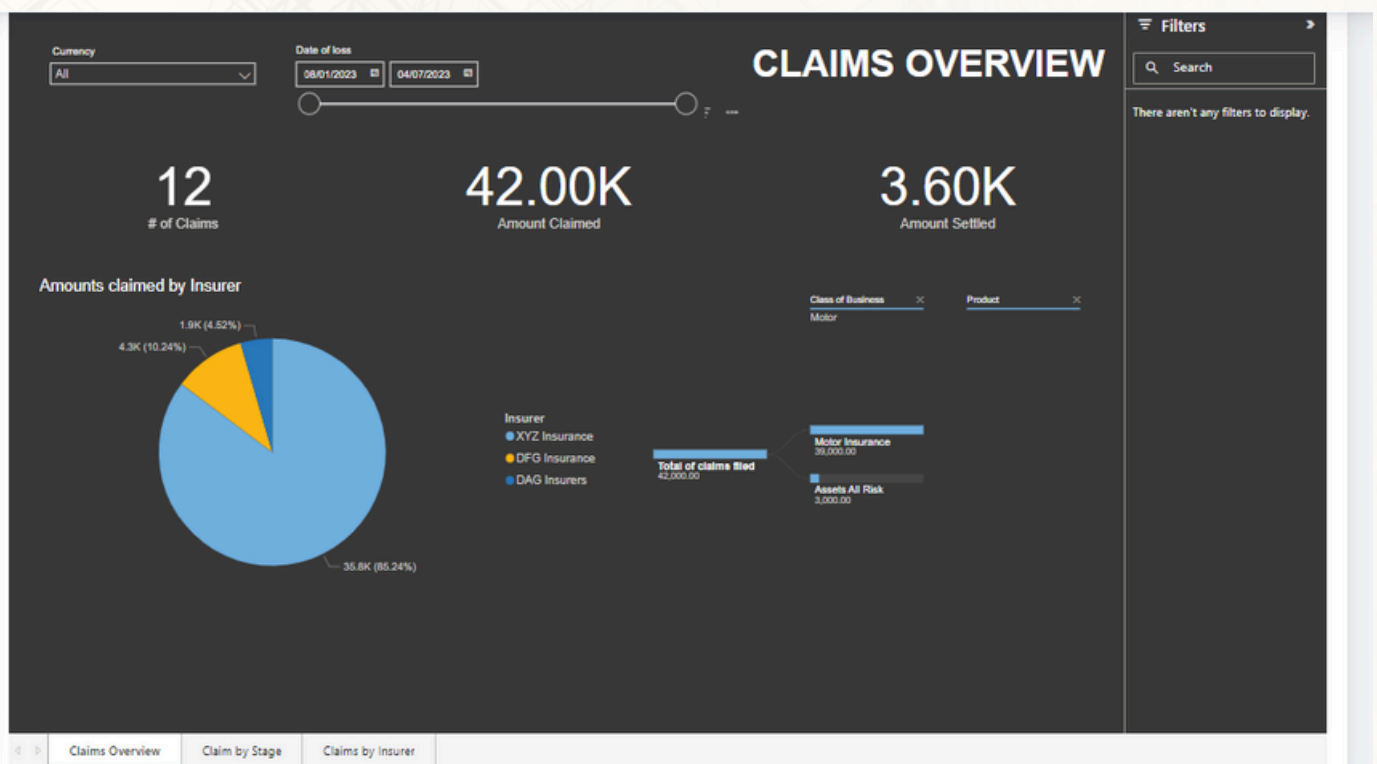 Currency
All
Date of loss
08/01/2023 04/07/2023
CLAIMS OVERVIEW
Filters
Search
There aren't any filters to display.
12
# of Claims
42.00K
Amount Claimed
3.60K
Amount Settled
Amounts claimed by Insurer
1.9K (4.52%)
4.3K (10.24%)
35.8K (85.24%)
Insurer
XYZ Insurance
DFG Insurance
DAG Insurers
Class of Business
Motor
Product
Total of claims filed
42,000.00
Motor Insurance
39,000.00
Assets All Risk
3,000.00
Claims Overview Claim by Stage Claims by Insurer